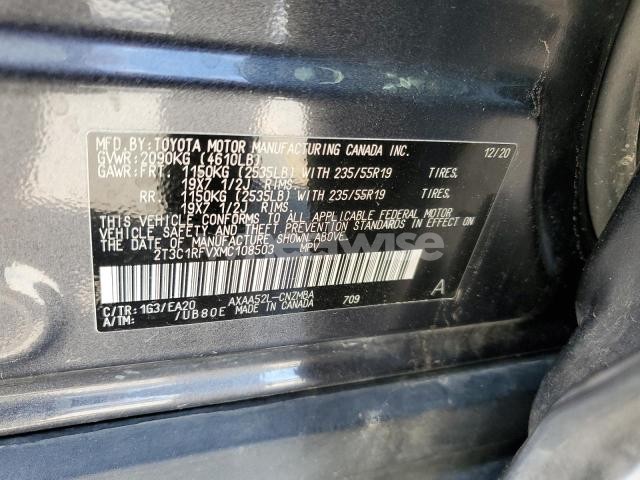 MFD.BY:TOYOTA MOTOR MANUFACTURING CANADA INC. 12/20
GVWR:2090KG (4610LB)
GAWR:FRT. 1150KG (2535LB) WITH 235/55R19 TIRES,
19X7 1/2J RIMS
RR. 1150KG (2535LB) WITH 235/55R19 TIRES,
19X7 1/2J RIMS
THIS VEHICLE CONFORMS TO ALL APPLICABLE FEDERAL MOTOR
VEHICLE SAFETY STANDARDS IN EFFECT ON THE
DATE OF MANUFACTURE SHOWN ABOVE.
2T3C1RFVXMC108503 MPV
C/TR:1G3/EA20 AXAA52L-CNZMBA 709 A
A/TM: /UB80E MADE IN CANADA